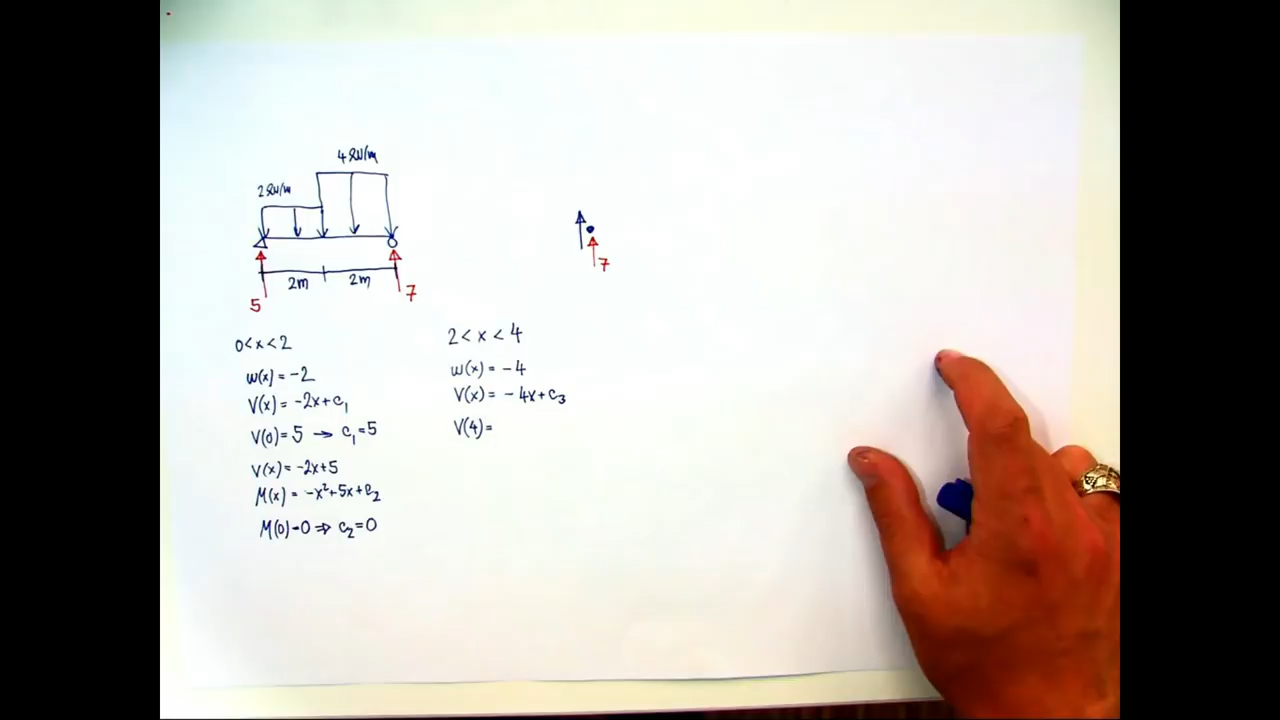 4 kN/m
2 kN/m
2m
2m
5
7
7
0<x<2
w(x) = -2
V(x) = -2x+c₁
V(0) = 5 → c₁=5
V(x) = -2x+5
M(x) = -x²+5x+c₂
M(0)=0 ⇒ c₂=0
2 < x < 4
w(x) = -4
V(x) = -4x+c₃
V(4) =